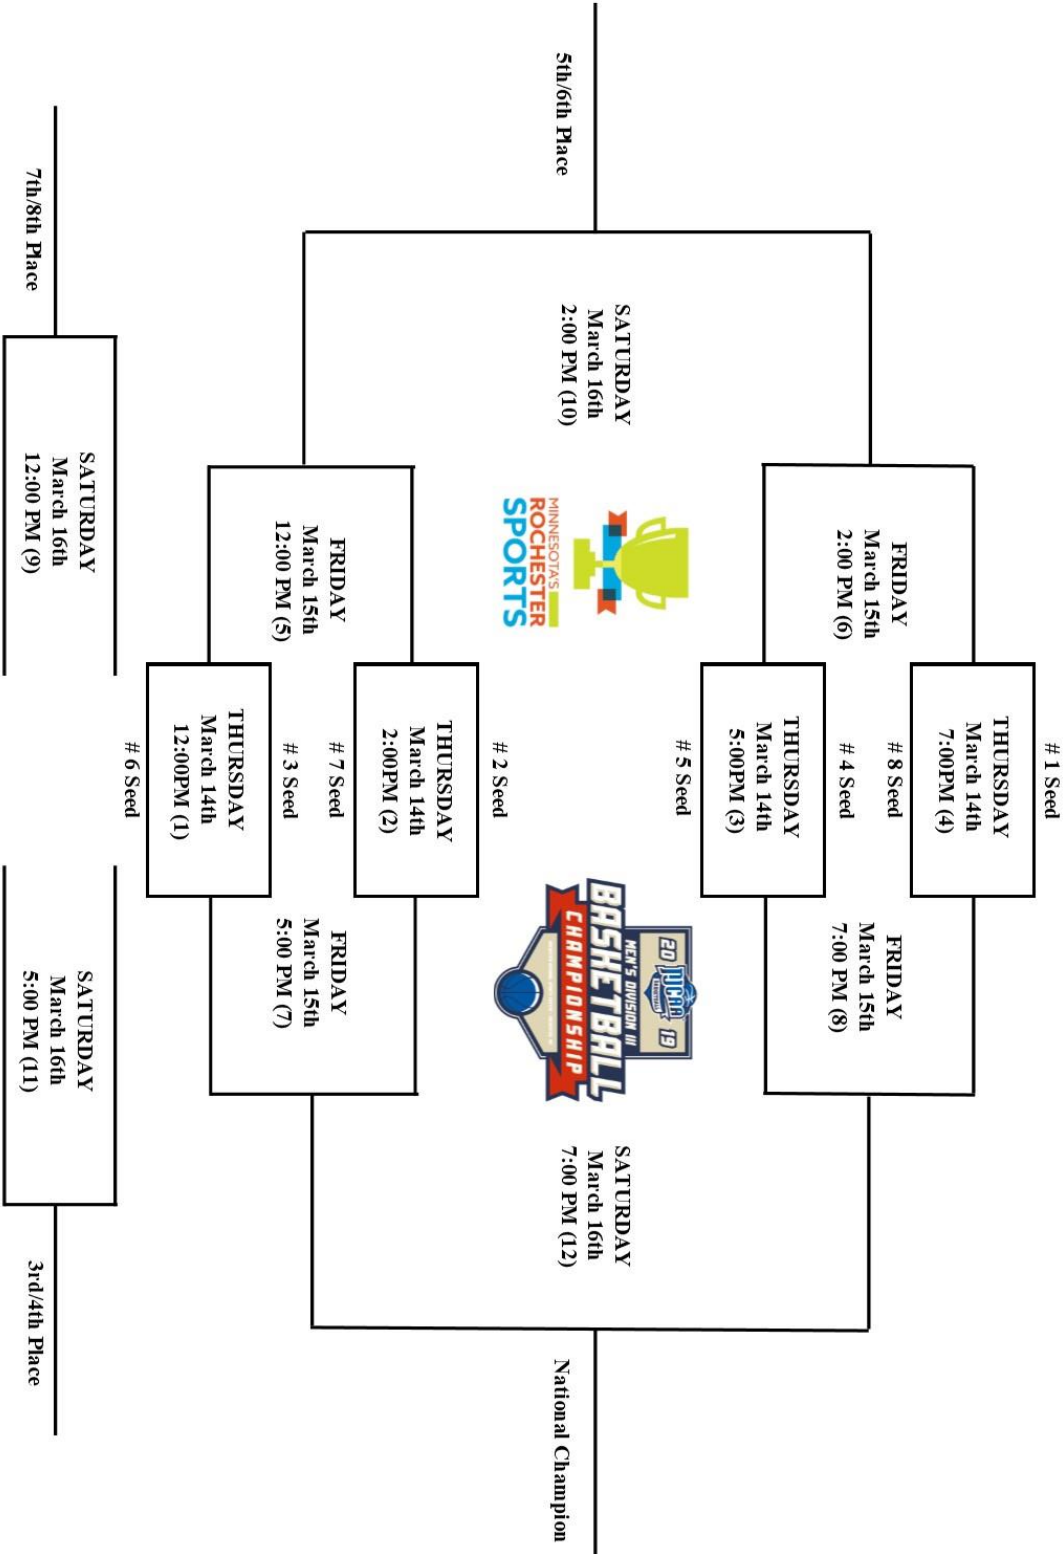 # 1 Seed
THURSDAY
March 14th
7:00PM (4)
FRIDAY
March 15th
2:00 PM (6)
# 8 Seed
FRIDAY
March 15th
7:00 PM (8)
# 4 Seed
THURSDAY
March 14th
5:00PM (3)
# 5 Seed
SATURDAY
March 16th
2:00 PM (10)
5th/6th Place
MINNESOTA'S
ROCHESTER
SPORTS
20 NJCAA 19
BASKETBALL
MEN'S DIVISION III
BASKETBALL
CHAMPIONSHIP
SATURDAY
March 16th
7:00 PM (12)
National Champion
# 2 Seed
THURSDAY
March 14th
2:00PM (2)
# 7 Seed
FRIDAY
March 15th
12:00 PM (5)
FRIDAY
March 15th
5:00 PM (7)
# 3 Seed
THURSDAY
March 14th
12:00PM (1)
# 6 Seed
SATURDAY
March 16th
12:00 PM (9)
7th/8th Place
SATURDAY
March 16th
5:00 PM (11)
3rd/4th Place